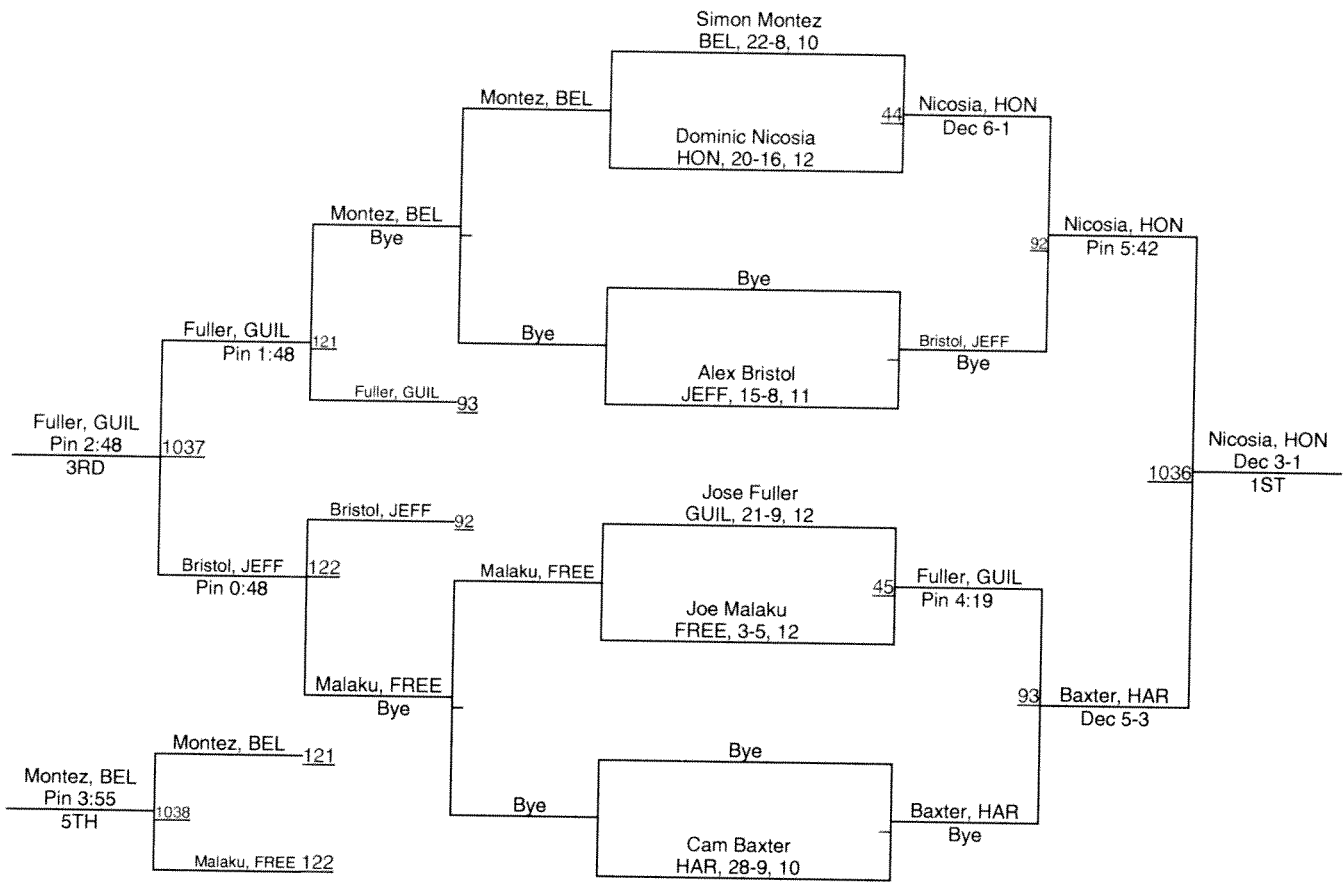 Simon Montez
BEL, 22-8, 10
Montez, BEL
44
Nicosia, HON
Dec 6-1
Dominic Nicosia
HON, 20-16, 12
Montez, BEL
Bye
92
Nicosia, HON
Pin 5:42
Bye
Bye
Bristol, JEFF
Bye
Alex Bristol
JEFF, 15-8, 11
Fuller, GUIL
Pin 1:48
121
Fuller, GUIL
93
Fuller, GUIL
Pin 2:48
3RD
1037
Nicosia, HON
Dec 3-1
1ST
1036
Jose Fuller
GUIL, 21-9, 12
Bristol, JEFF
92
Bristol, JEFF
Pin 0:48
122
Malaku, FREE
45
Fuller, GUIL
Pin 4:19
Joe Malaku
FREE, 3-5, 12
Malaku, FREE
Bye
93
Baxter, HAR
Dec 5-3
Montez, BEL
121
Bye
Montez, BEL
Pin 3:55
5TH
1038
Bye
Baxter, HAR
Bye
Cam Baxter
HAR, 28-9, 10
Malaku, FREE
122